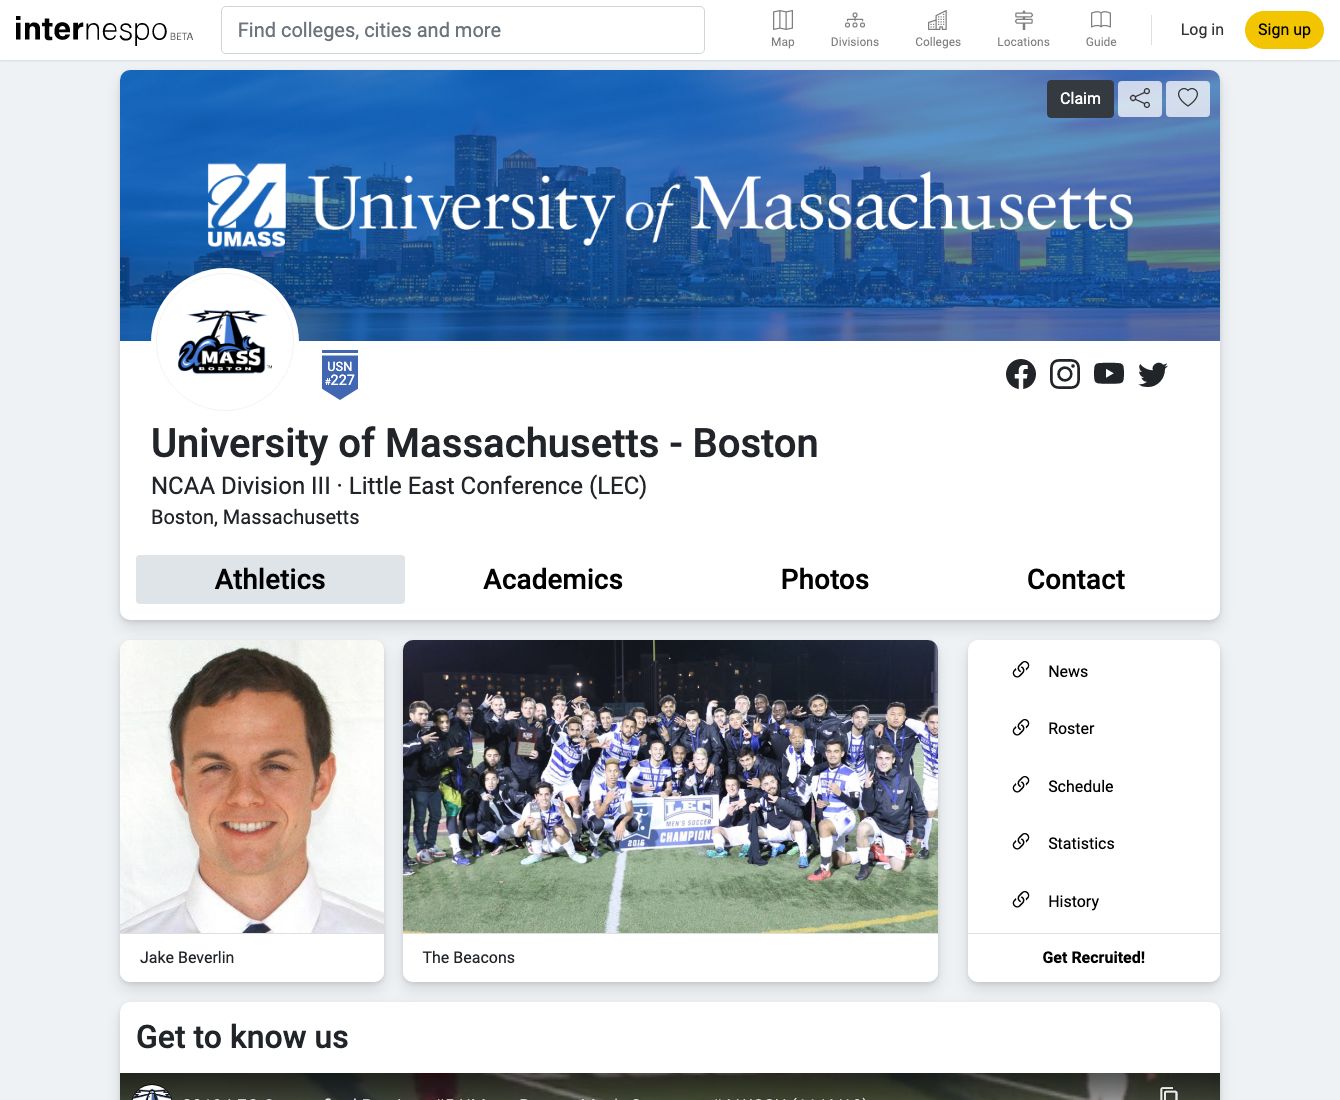 internespo BETA
Find colleges, cities and more
Map
Divisions
Colleges
Locations
Guide
Log in
Sign up
Claim
UMASS
University of Massachusetts
UMASS
BOSTON
TM
USN
#227
University of Massachusetts - Boston
NCAA Division III · Little East Conference (LEC)
Boston, Massachusetts
Athletics
Academics
Photos
Contact
LEC
MEN'S SOCCER
CHAMPION
2016
Jake Beverlin
The Beacons
News
Roster
Schedule
Statistics
History
Get Recruited!
Get to know us